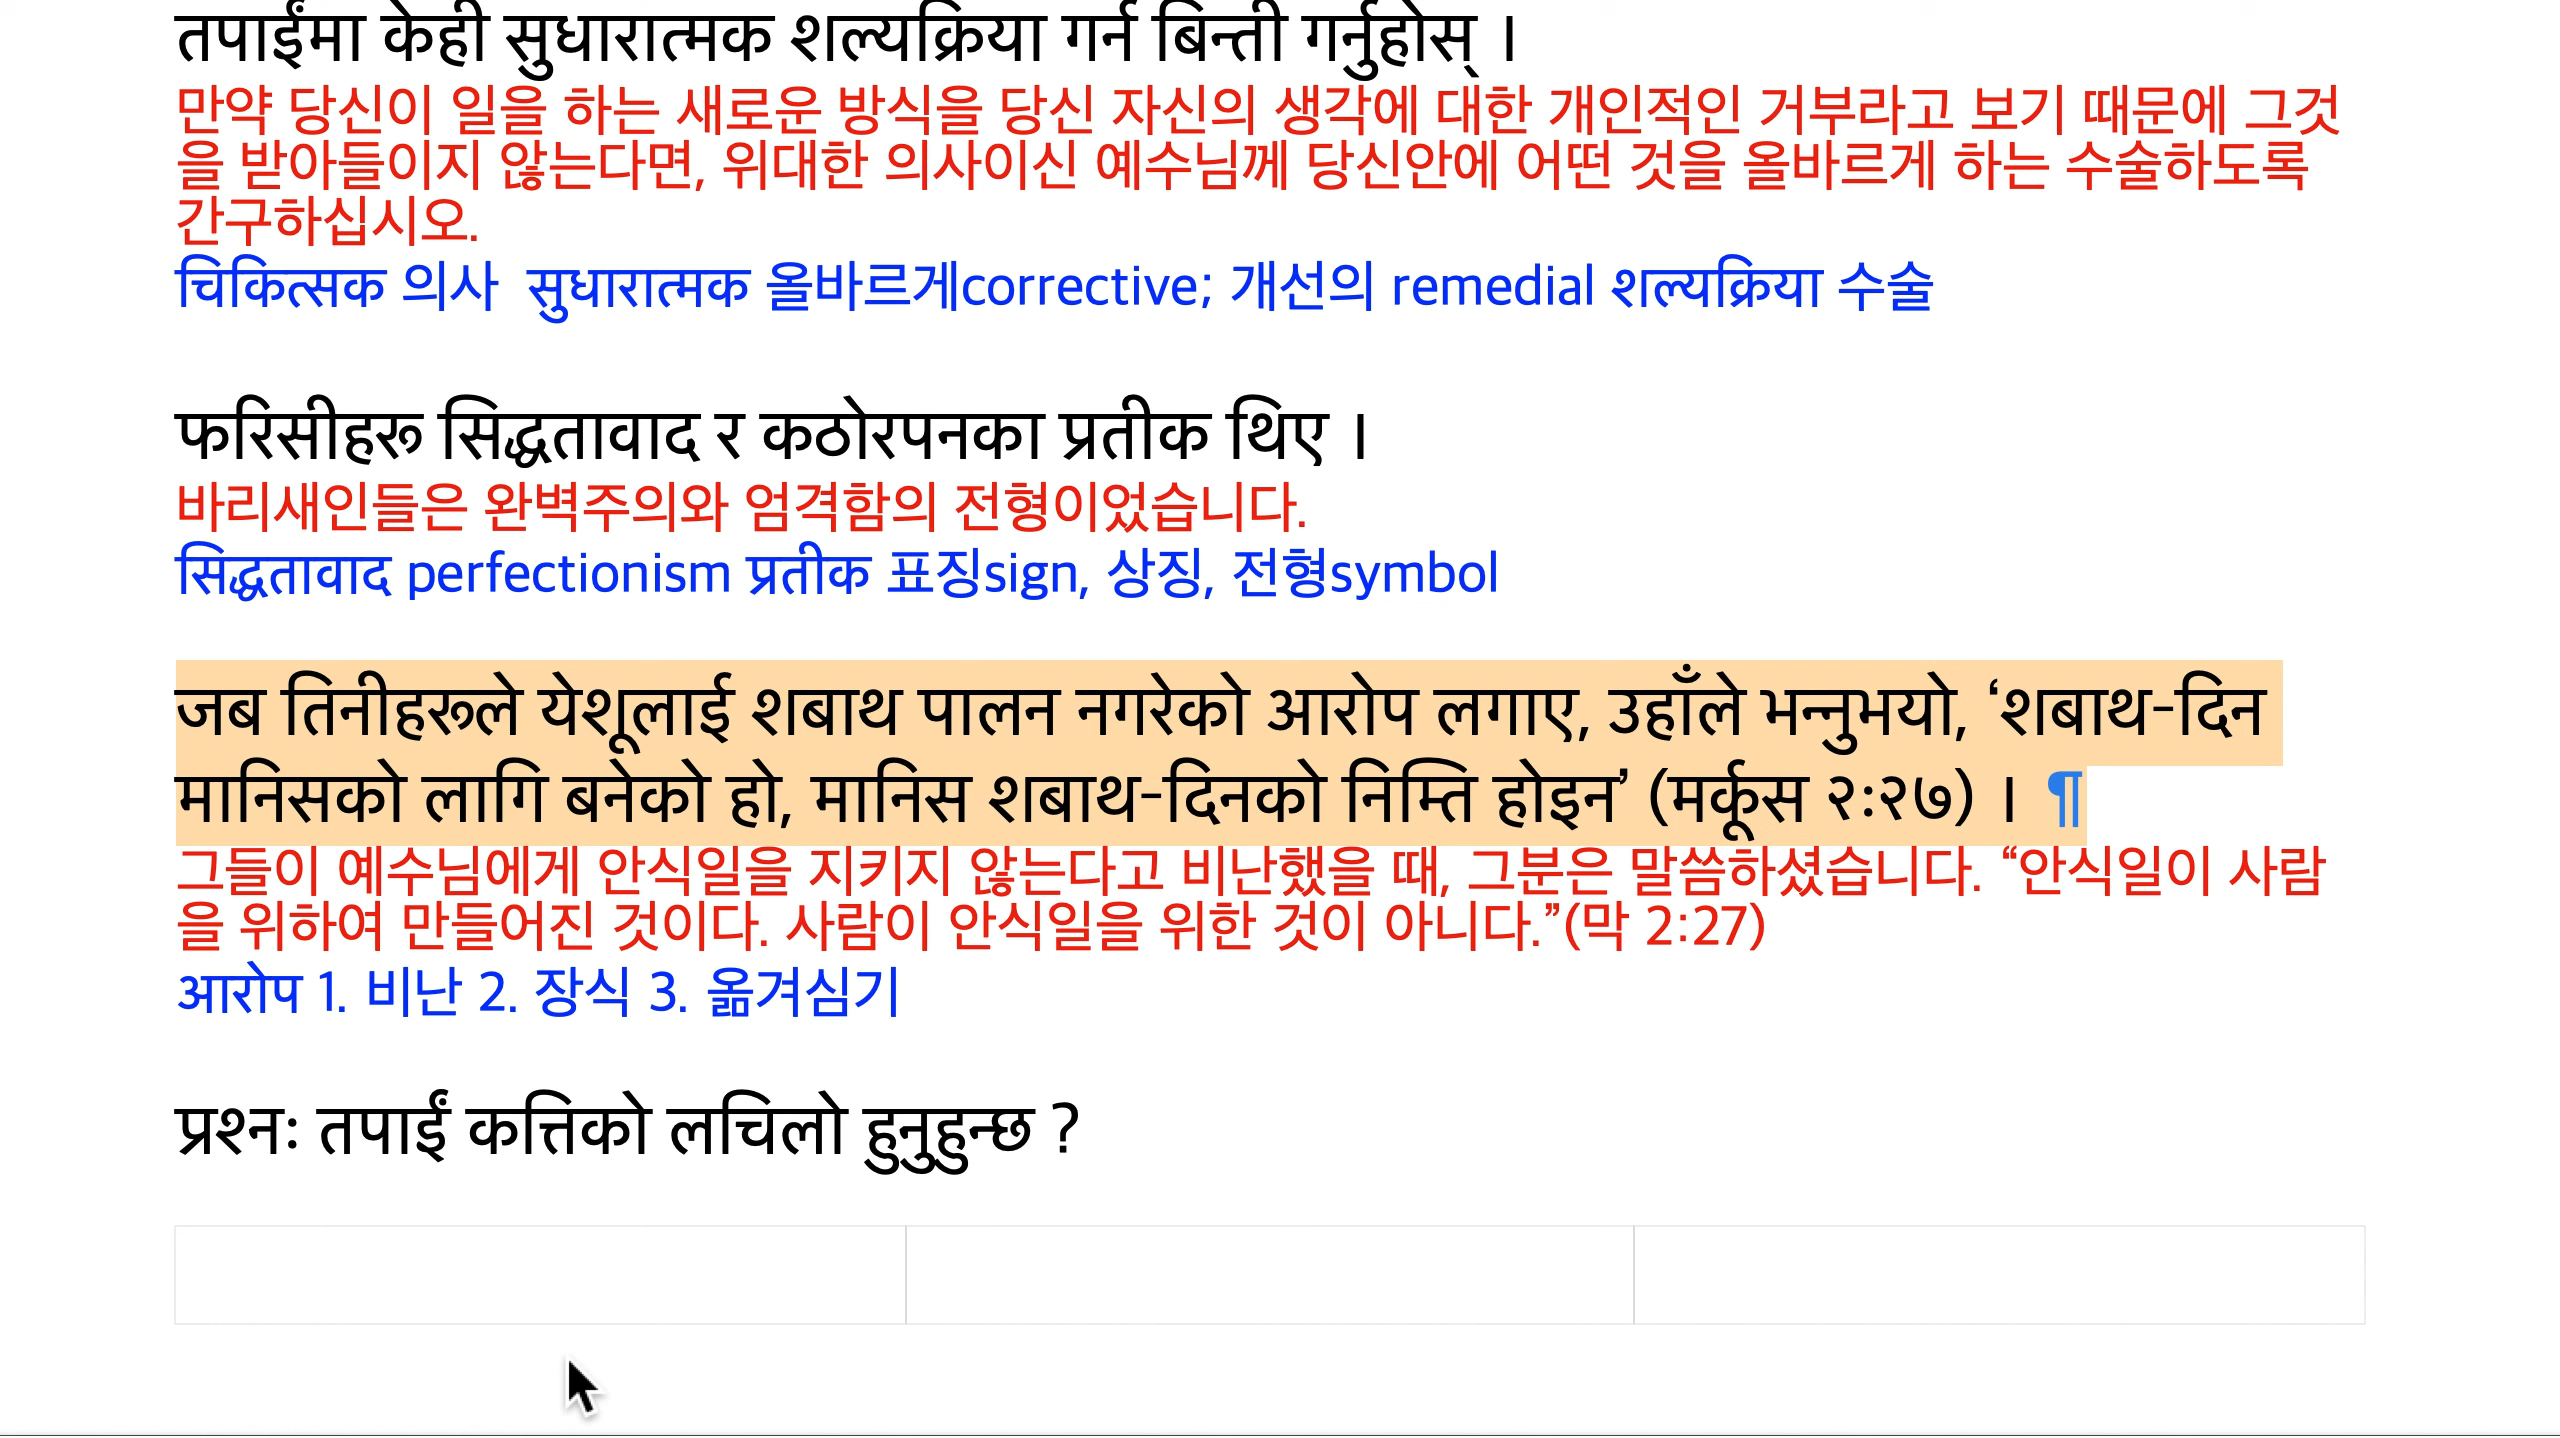 तपाईंमा केही सुधारात्मक शल्यक्रिया गर्न बिन्ती गर्नुहोस् ।
만약 당신이 일을 하는 새로운 방식을 당신 자신의 생각에 대한 개인적인 거부라고 보기 때문에 그것
을 받아들이지 않는다면, 위대한 의사이신 예수님께 당신안에 어떤 것을 올바르게 하는 수술하도록
간구하십시오.
चिकित्सक 의사 सुधारात्मक 올바르게corrective; 개선의 remedial शल्यक्रिया 수술
फरिसीहरू सिद्धतावाद र कठोरपनका प्रतीक थिए ।
바리새인들은 완벽주의와 엄격함의 전형이었습니다.
सिद्धतावाद perfectionism प्रतीक 표징sign, 상징, 전형symbol
जब तिनीहरूले येशूलाई शबाथ पालन नगरेको आरोप लगाए, उहाँले भन्नुभयो, ‘शबाथ-दिन
मानिसको लागि बनेको हो, मानिस शबाथ-दिनको निम्ति होइन’ (मर्कूस २:२७) । ¶
그들이 예수님에게 안식일을 지키지 않는다고 비난했을 때, 그분은 말씀하셨습니다. “안식일이 사람
을 위하여 만들어진 것이다. 사람이 안식일을 위한 것이 아니다.”(막 2:27)
आरोप 1. 비난 2. 장식 3. 옮겨심기
प्रश्नः तपाईं कत्तिको लचिलो हुनुहुन्छ ?